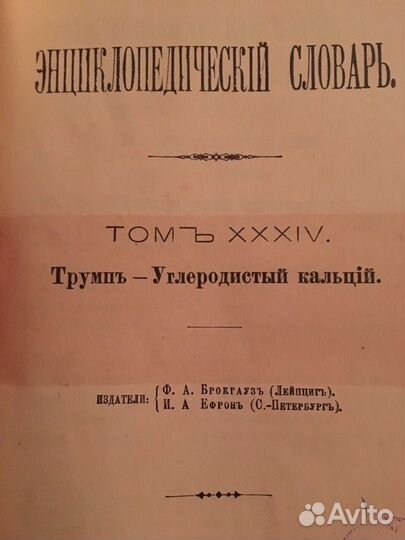 ЭНЦИКЛОПЕДИЧЕСКІЙ СЛОВАРЬ.
ТОМЪ XXXIV.
Трумпъ — Углеродистый кальцій.
ИЗДАТЕЛИ: { Ф. А. Брокгаузъ (Лейпцигъ).
И. А Ефронъ (С.-Петербургъ).
Avito